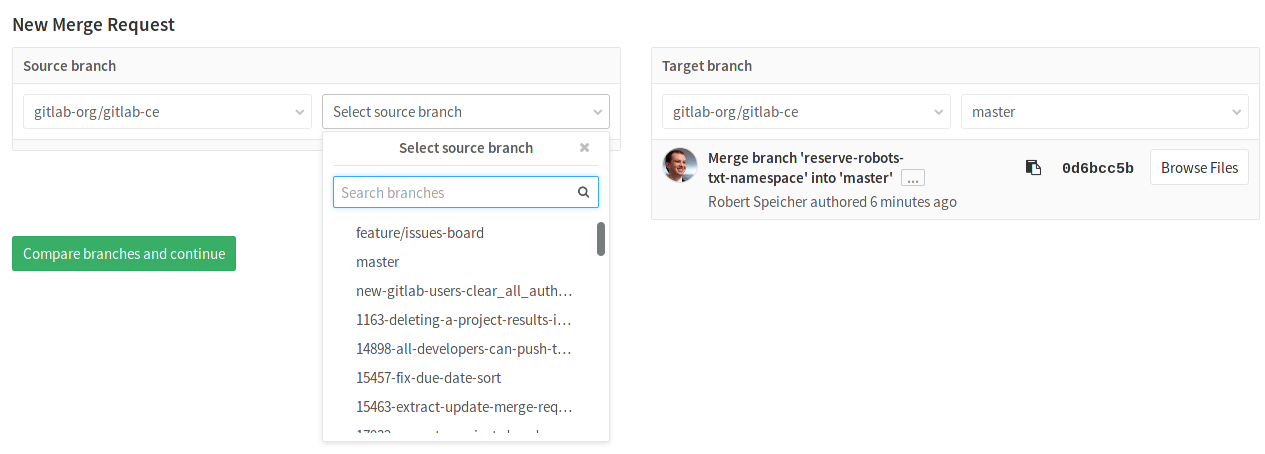 New Merge Request
Source branch
gitlab-org/gitlab-ce
Select source branch
Select source branch
Search branches
feature/issues-board
master
new-gitlab-users-clear_all_auth…
1163-deleting-a-project-results-i…
14898-all-developers-can-push-t…
15457-fix-due-date-sort
15463-extract-update-merge-req…
Compare branches and continue
Target branch
gitlab-org/gitlab-ce
master
Merge branch 'reserve-robots-
txt-namespace' into 'master' ...
Robert Speicher authored 6 minutes ago
0d6bcc5b
Browse Files